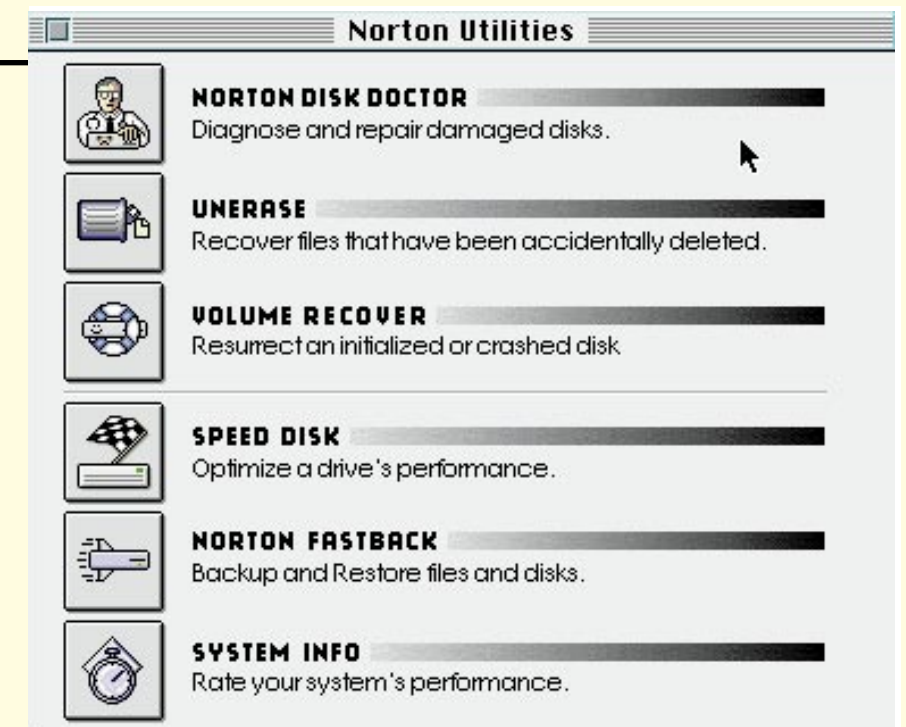 Norton Utilities
NORTON DISK DOCTOR
Diagnose and repair damaged disks.
UNERASE
Recover files that have been accidentally deleted.
VOLUME RECOVER
Resurrect an initialized or crashed disk
SPEED DISK
Optimize a drive's performance.
NORTON FASTBACK
Backup and Restore files and disks.
SYSTEM INFO
Rate your system's performance.